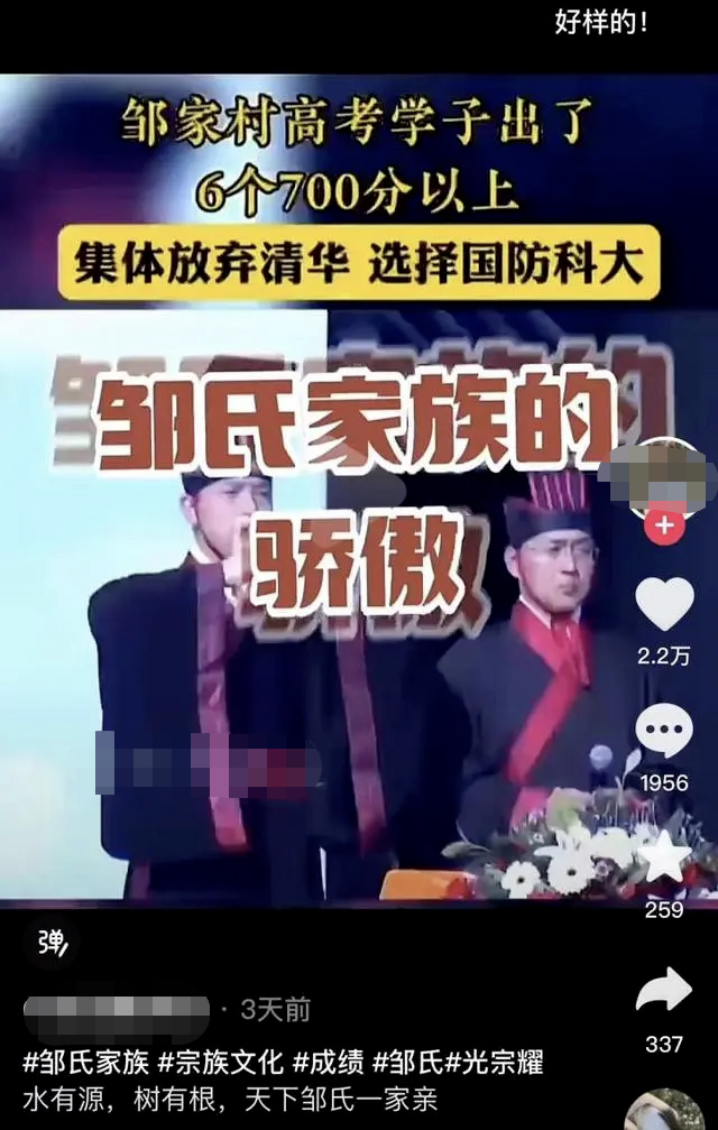 好样的！
邹家村高考学子出了
6个700分以上
集体放弃清华 选择国防科大
邹氏家族的
骄傲
2.2万
1956
259
弹
· 3天前
337
#邹氏家族 #宗族文化 #成绩 #邹氏#光宗耀
水有源，树有根，天下邹氏一家亲